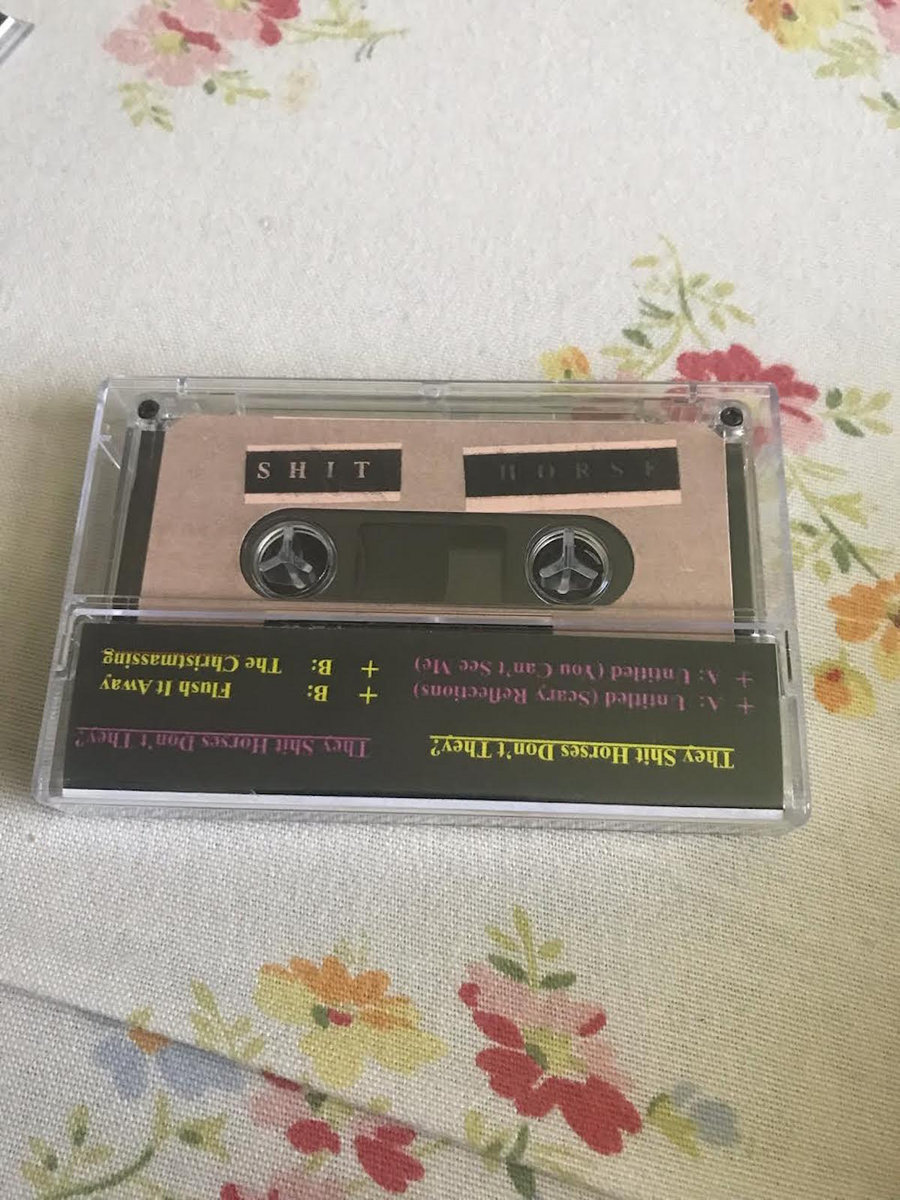 SHIT HORSE
They Shit Horses Don't They?
+ A: Untitled (Scary Reflections)
+ A: Untitled (You Can't See Me)
They Shit Horses Don't They?
+ B: Flush It Away
+ B: The Christmassing